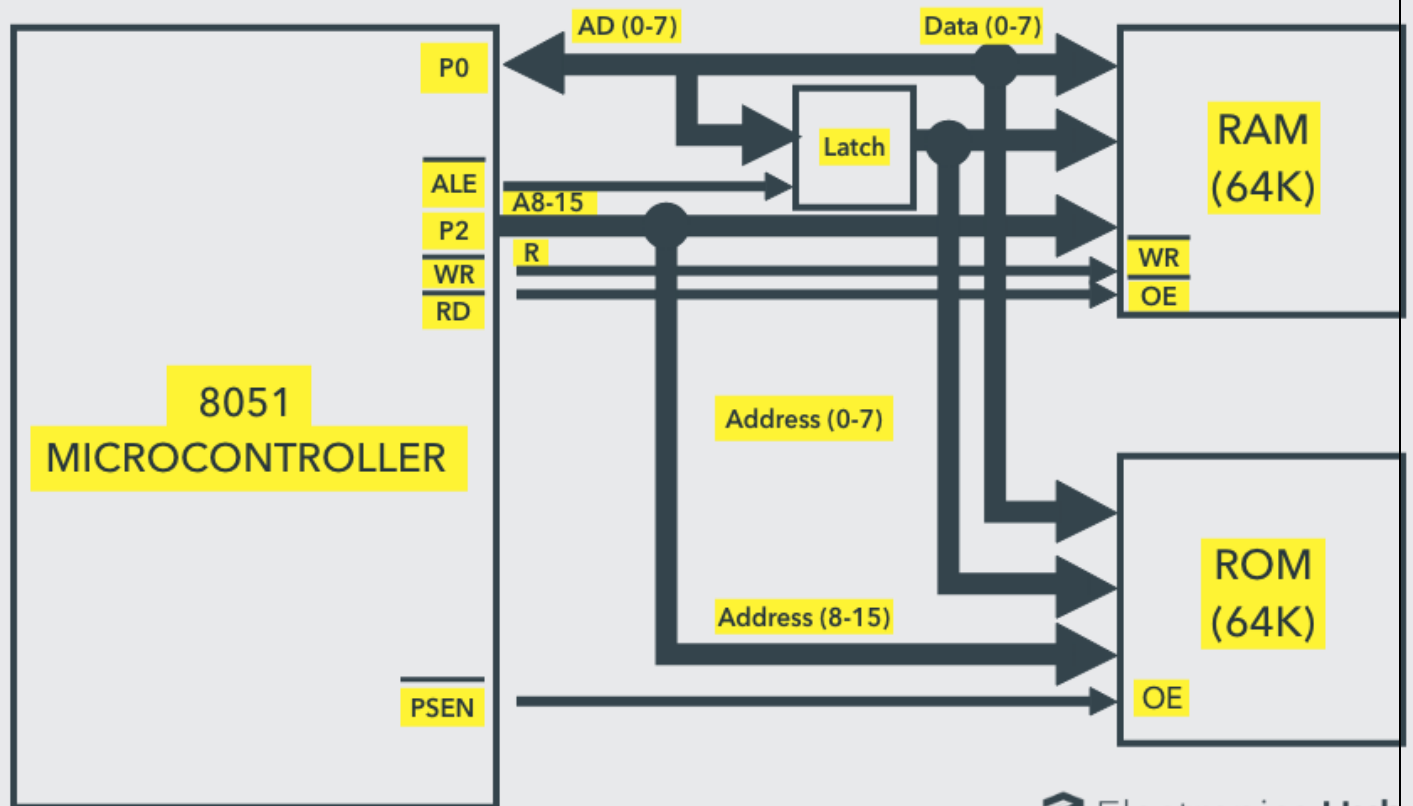 AD (0-7)
Data (0-7)
P0
RAM
(64K)
Latch
ALE
A8-15
P2
R
WR
WR
RD
OE
8051
MICROCONTROLLER
Address (0-7)
ROM
(64K)
Address (8-15)
PSEN
OE